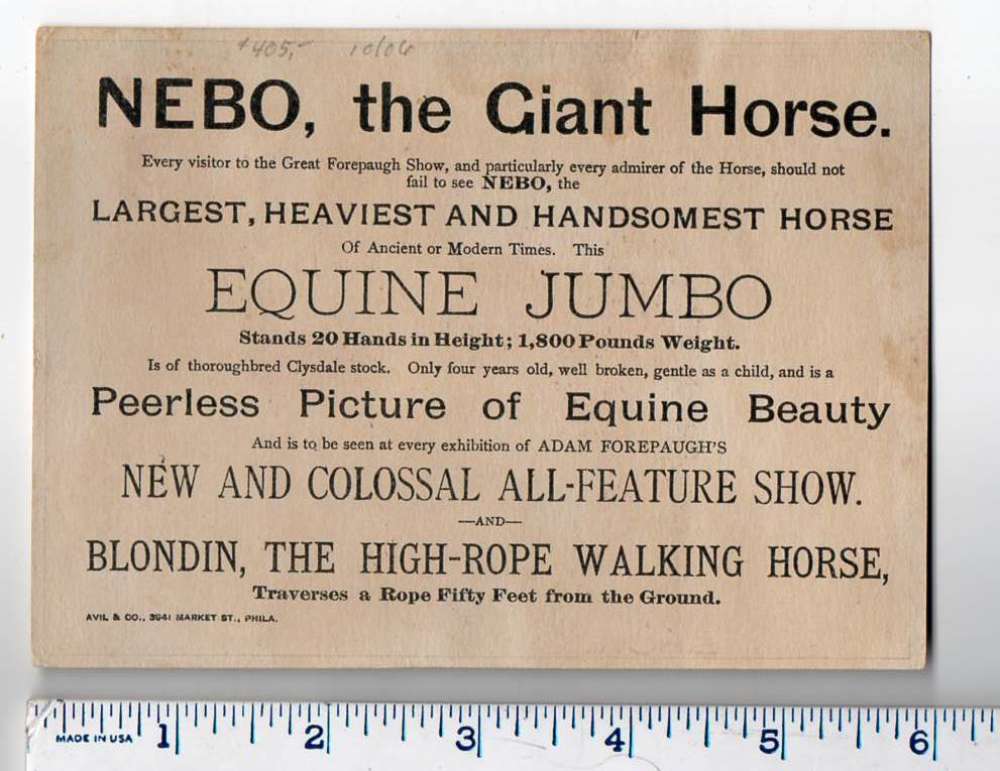 $405,- 10/06
NEBO, the Giant Horse.
Every visitor to the Great Forepaugh Show, and particularly every admirer of the Horse, should not
fail to see NEBO, the
LARGEST, HEAVIEST AND HANDSOMEST HORSE
Of Ancient or Modern Times. This
EQUINE JUMBO
Stands 20 Hands in Height; 1,800 Pounds Weight.
Is of thoroughbred Clysdale stock. Only four years old, well broken, gentle as a child, and is a
Peerless Picture of Equine Beauty
And is to be seen at every exhibition of ADAM FOREPAUGH'S
NEW AND COLOSSAL ALL-FEATURE SHOW.
—AND—
BLONDIN, THE HIGH-ROPE WALKING HORSE,
Traverses a Rope Fifty Feet from the Ground.
AVIL & CO., 3941 MARKET ST., PHILA.
MADE IN USA 1 2 3 4 5 6